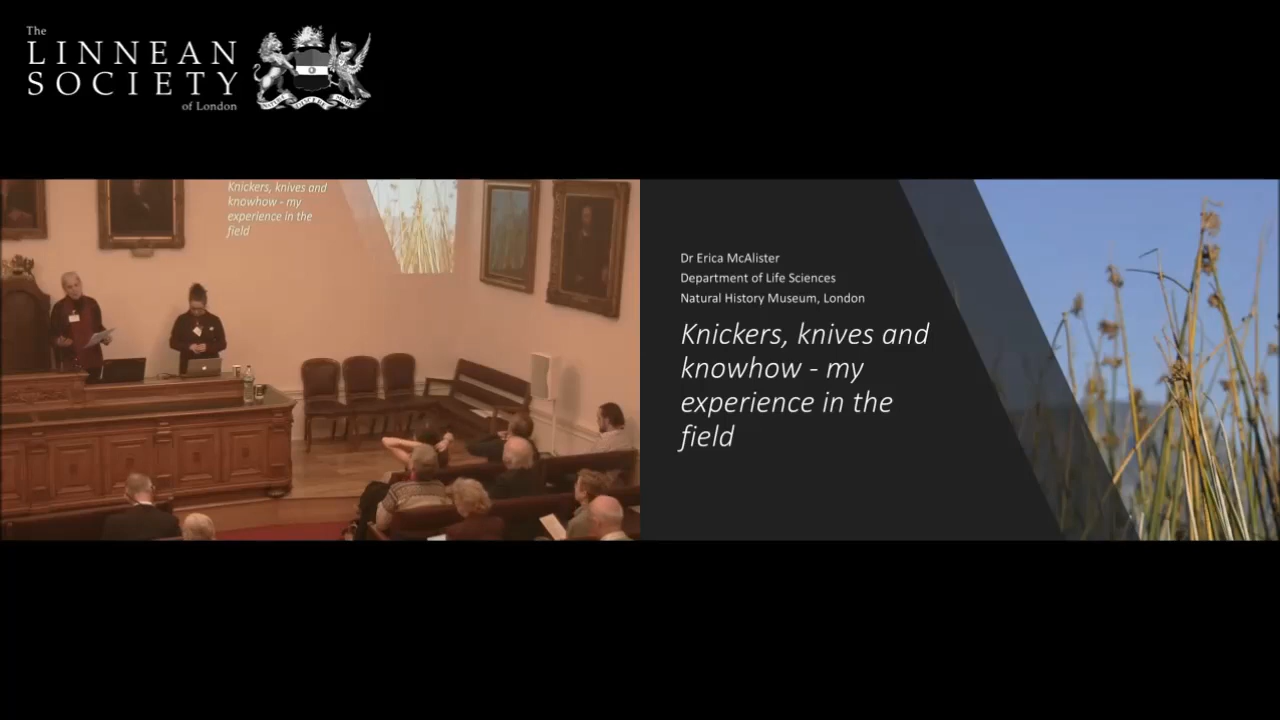 The
LINNEAN
SOCIETY
of London
Knickers, knives and
knowhow - my
experience in the
field
Dr Erica McAlister
Department of Life Sciences
Natural History Museum, London
Knickers, knives and
knowhow - my
experience in the
field